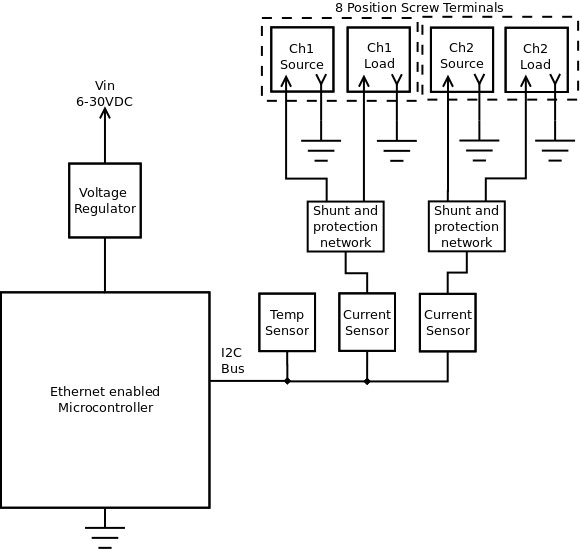 8 Position Screw Terminals
Ch1
Source
Ch1
Load
Ch2
Source
Ch2
Load
Vin
6-30VDC
Voltage
Regulator
Shunt and
protection
network
Shunt and
protection
network
Temp
Sensor
Current
Sensor
Current
Sensor
I2C
Bus
Ethernet enabled
Microcontroller